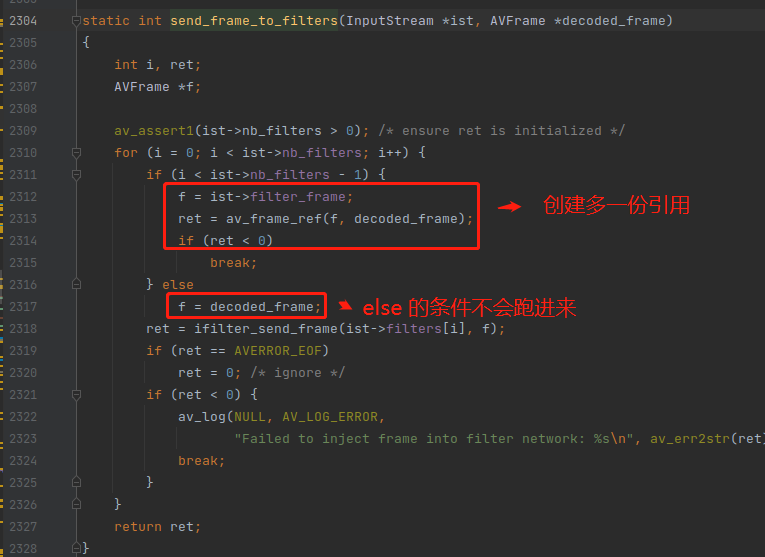 2304 static int send_frame_to_filters(InputStream *ist, AVFrame *decoded_frame)
2305 {
2306 int i, ret;
2307 AVFrame *f;
2308
2309 av_assert1(ist->nb_filters > 0); /* ensure ret is initialized */
2310 for (i = 0; i < ist->nb_filters; i++) {
2311 if (i < ist->nb_filters - 1) {
2312 f = ist->filter_frame; 创建多一份引用
2313 ret = av_frame_ref(f, decoded_frame);
2314 if (ret < 0)
2315 break;
2316 } else
2317 f = decoded_frame; else 的条件不会跑进来
2318 ret = ifilter_send_frame(ist->filters[i], f);
2319 if (ret == AVERROR_EOF)
2320 ret = 0; /* ignore */
2321 if (ret < 0) {
2322 av_log(NULL, AV_LOG_ERROR,
2323 "Failed to inject frame into filter network: %s\n", av_err2str(ret)
2324 break;
2325 }
2326 }
2327 return ret;
2328 }